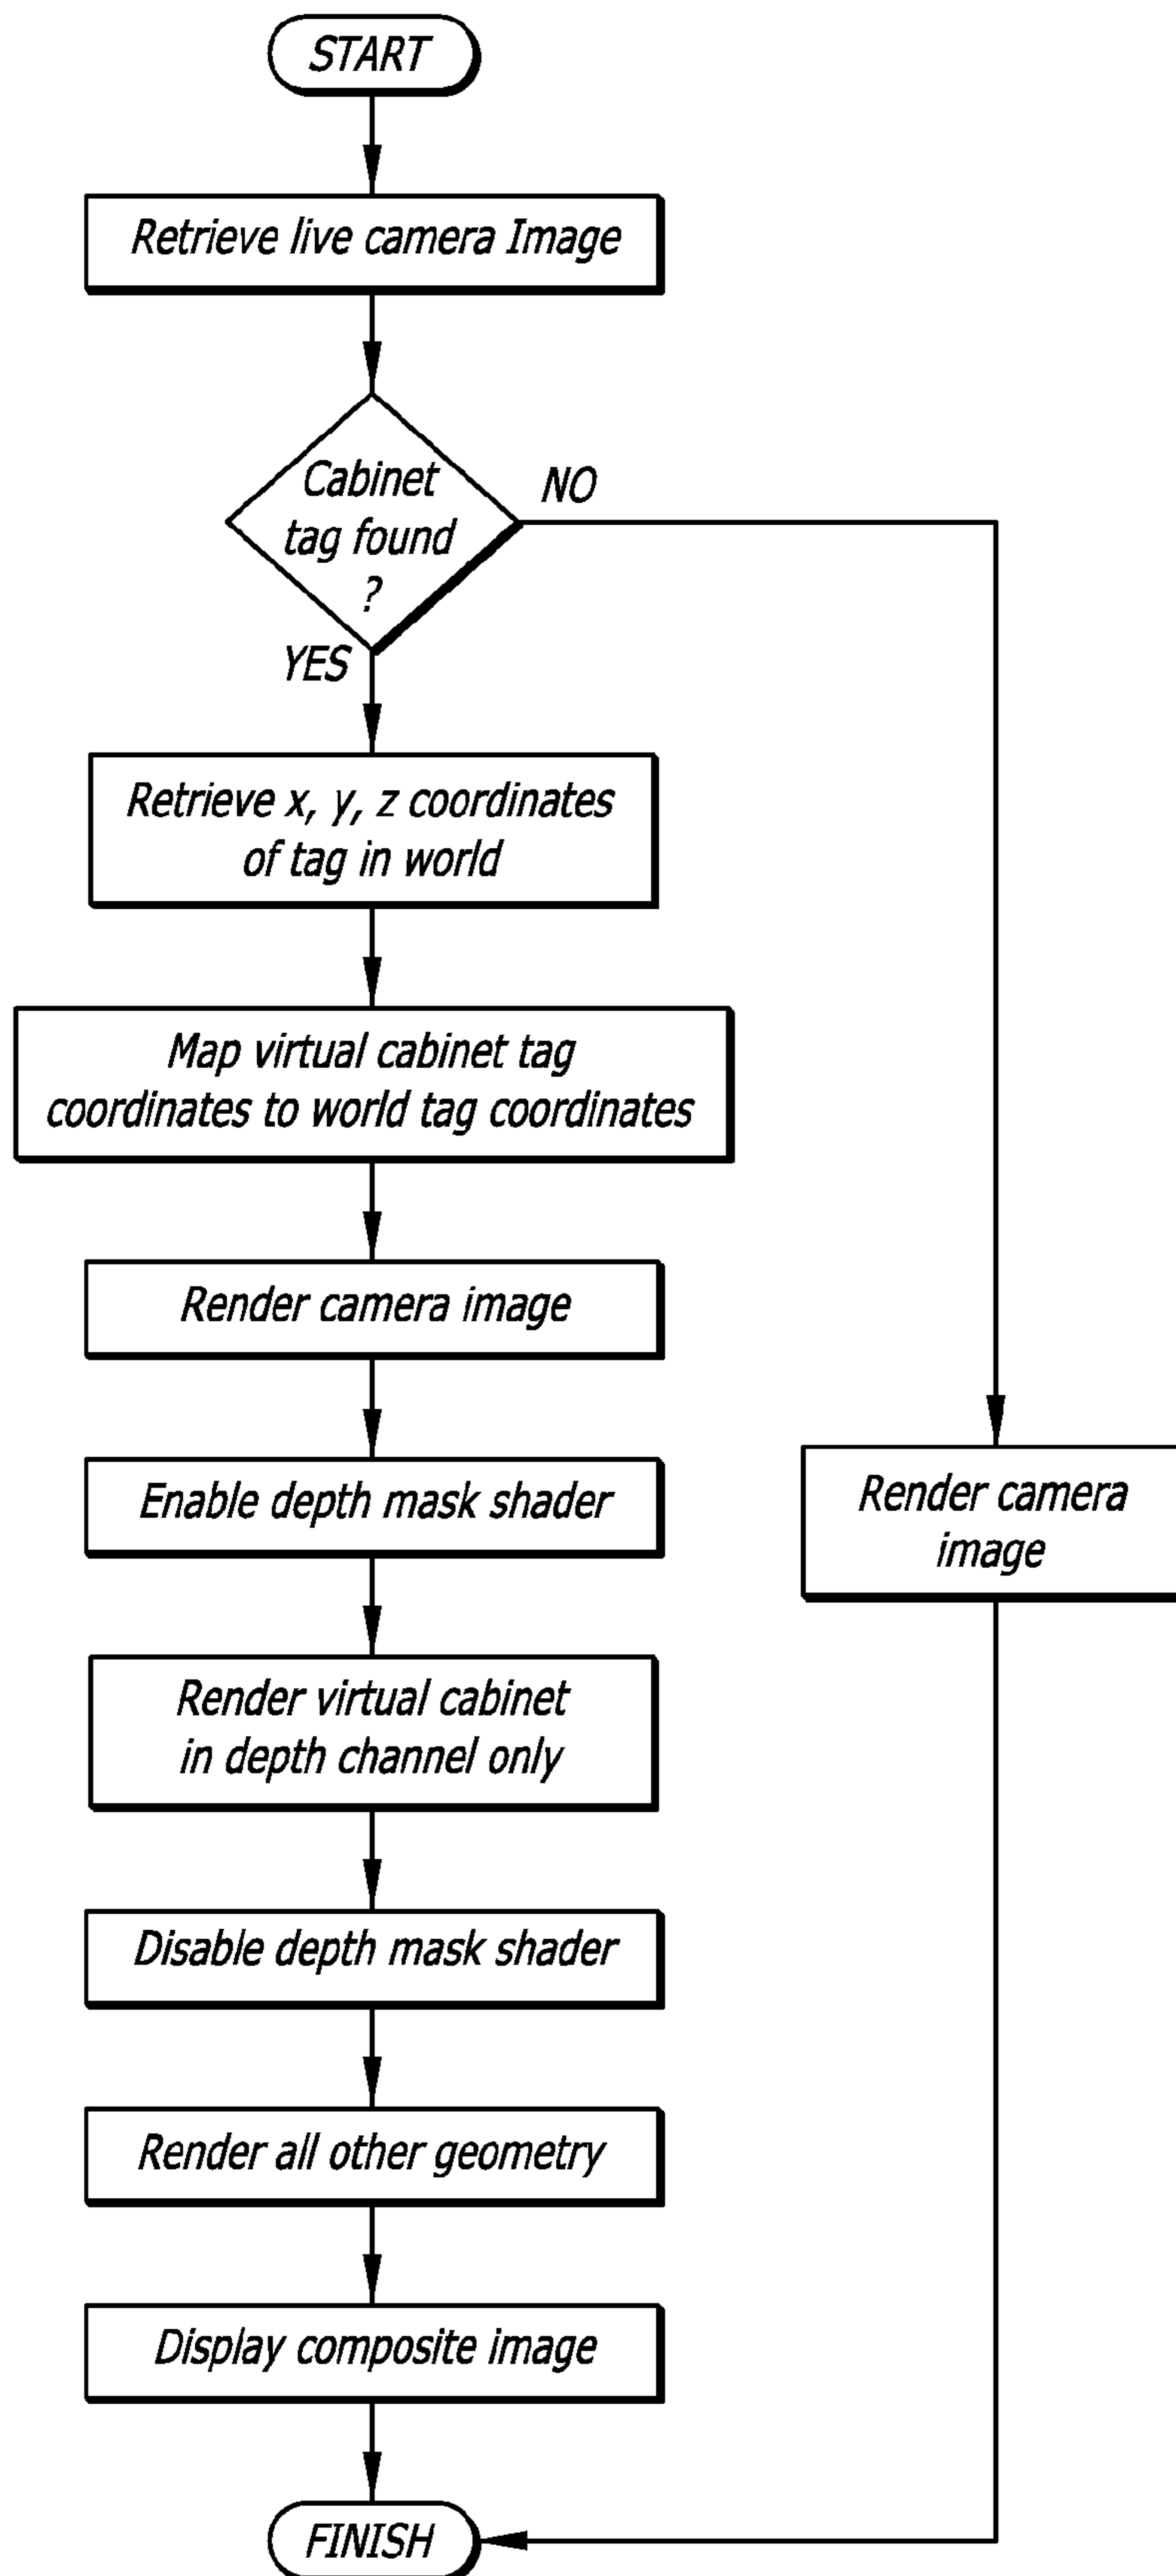 START
Retrieve live camera Image
Cabinet
tag found
?
NO
YES
Retrieve x, y, z coordinates
of tag in world
Map virtual cabinet tag
coordinates to world tag coordinates
Render camera image
Enable depth mask shader
Render camera
image
Render virtual cabinet
in depth channel only
Disable depth mask shader
Render all other geometry
Display composite image
FINISH